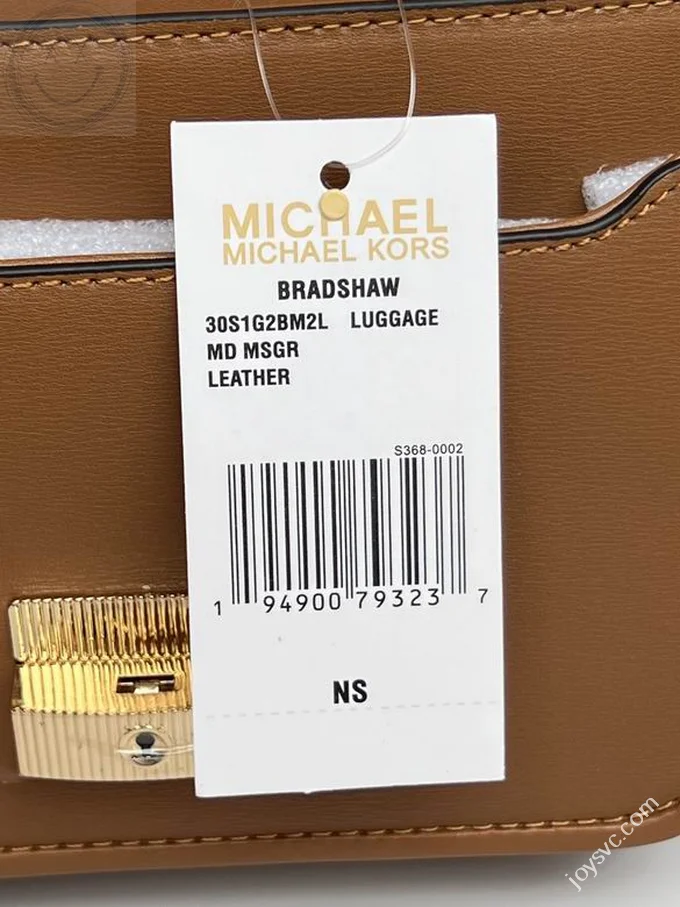 MICHAEL
MICHAEL KORS
BRADSHAW
30S1G2BM2L LUGGAGE
MD MSGR
LEATHER
S368-0002
1 94900 79323 7
NS
joysvc.com